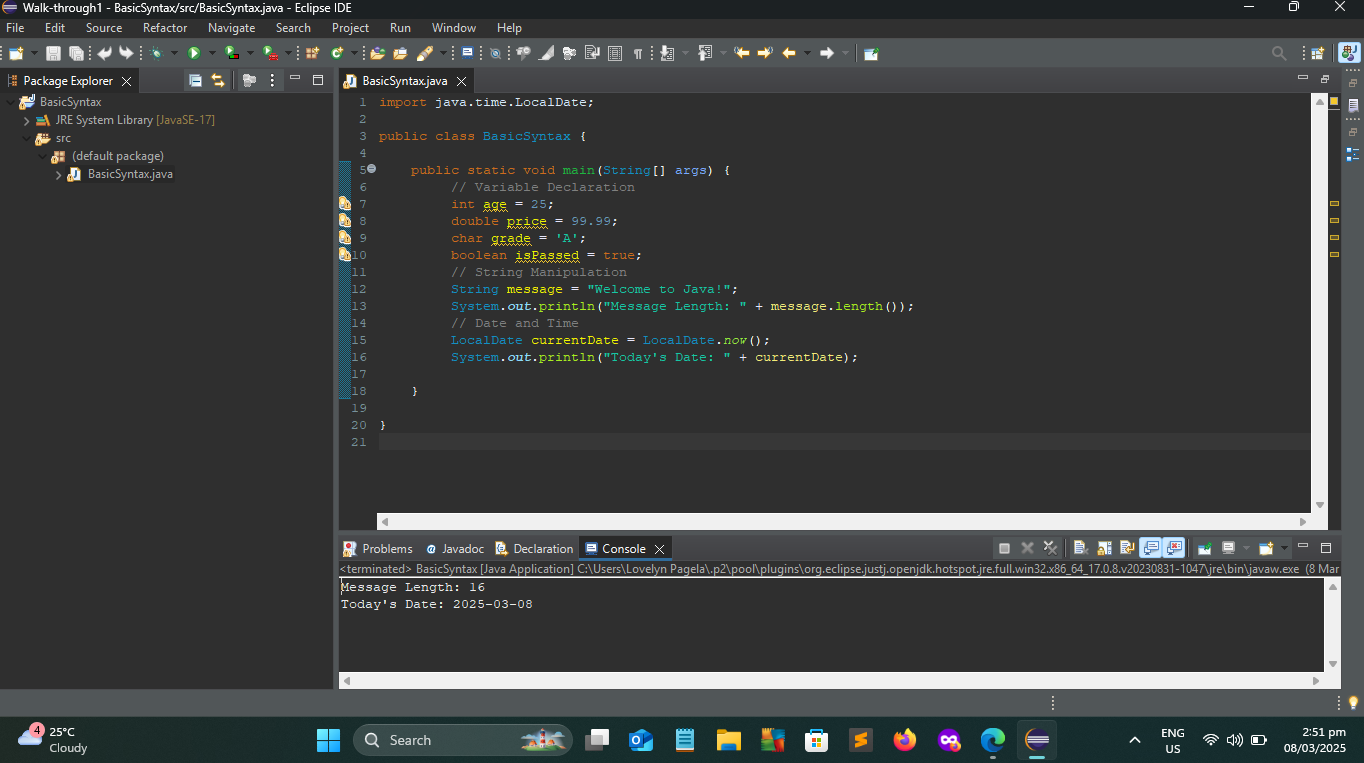 Walk-through1 - BasicSyntax/src/BasicSyntax.java - Eclipse IDE
File Edit Source Refactor Navigate Search Project Run Window Help
Package Explorer
BasicSyntax
JRE System Library [JavaSE-17]
src
(default package)
BasicSyntax.java
BasicSyntax.java
1 import java.time.LocalDate;
2
3 public class BasicSyntax {
4
5 public static void main(String[] args) {
6 // Variable Declaration
7 int age = 25;
8 double price = 99.99;
9 char grade = 'A';
10 boolean isPassed = true;
11 // String Manipulation
12 String message = "Welcome to Java!";
13 System.out.println("Message Length: " + message.length());
14 // Date and Time
15 LocalDate currentDate = LocalDate.now();
16 System.out.println("Today's Date: " + currentDate);
17
18 }
19
20 }
21
Problems Javadoc Declaration Console
<terminated> BasicSyntax [Java Application] C:\Users\Lovelyn Pagela\.p2\pool\plugins\org.eclipse.justj.openjdk.hotspot.jre.full.win32.x86_64_17.0.8.v20230831-1047\jre\bin\javaw.exe (8 Mar
Message Length: 16
Today's Date: 2025-03-08
4
25°C
Cloudy
Search
ENG
US
2:51 pm
08/03/2025